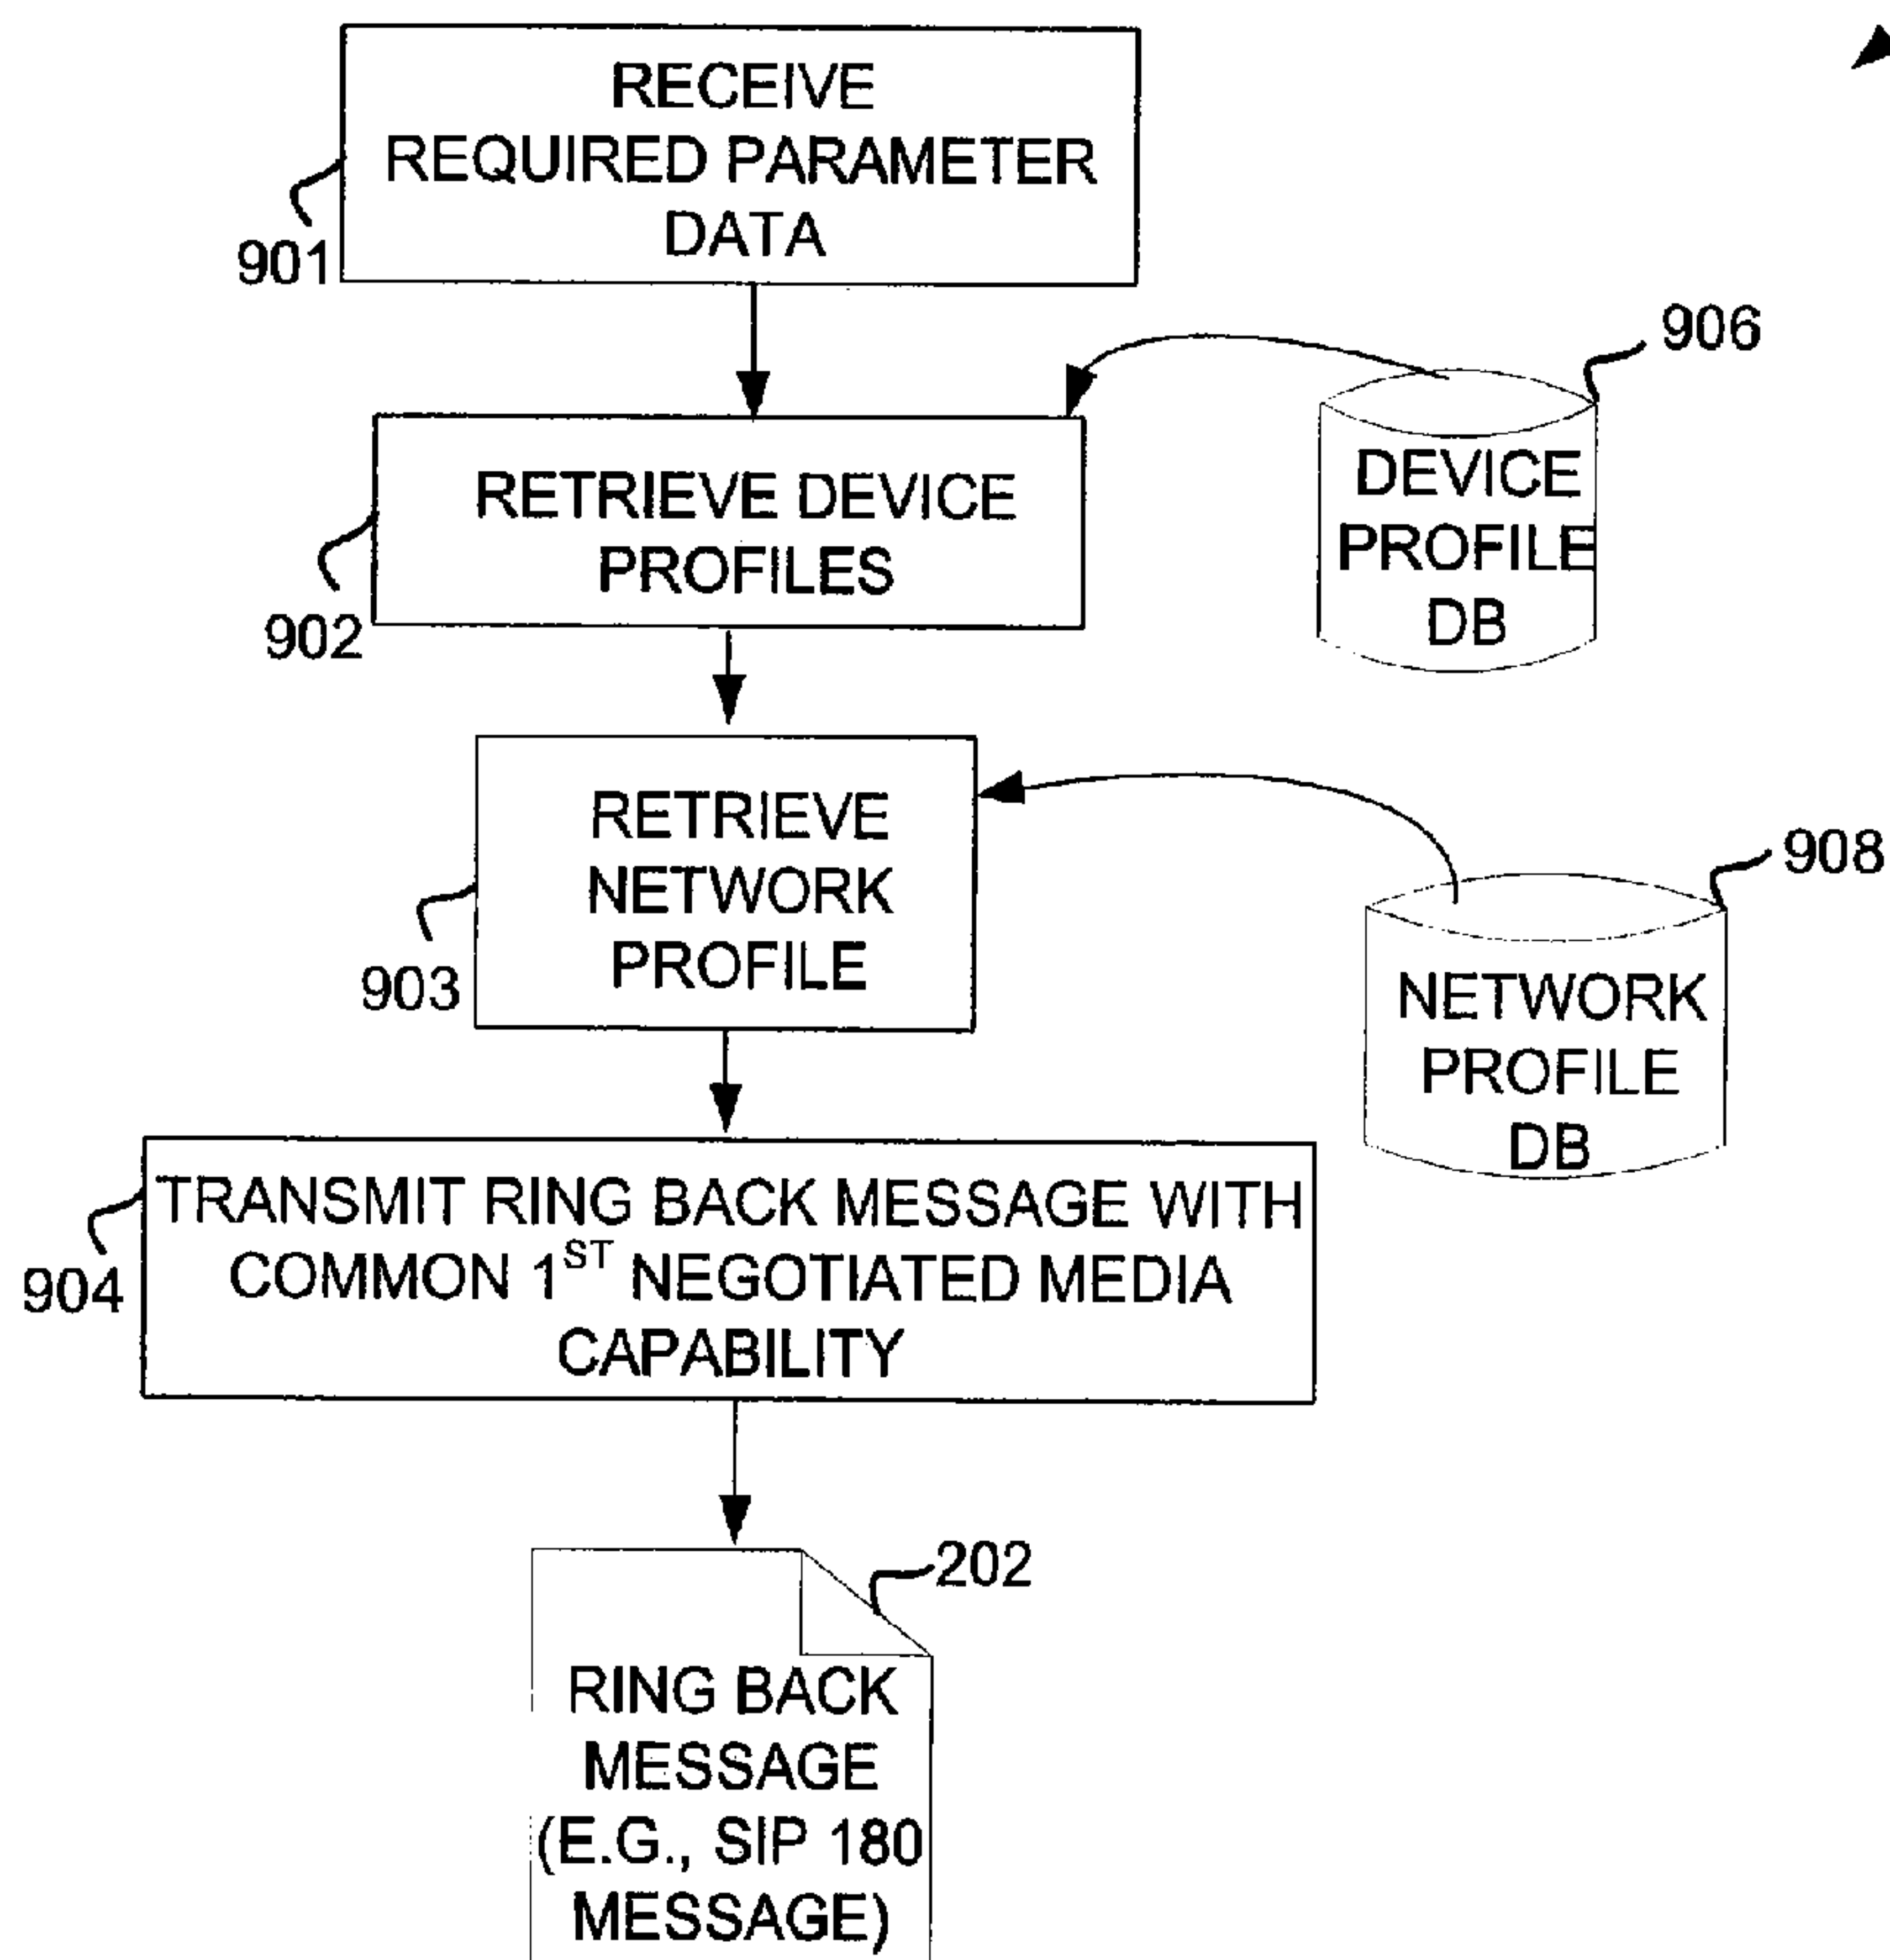 RECEIVE
REQUIRED PARAMETER
DATA
901
906
RETRIEVE DEVICE
PROFILES
902
DEVICE
PROFILE
DB
RETRIEVE
NETWORK
PROFILE
903
908
NETWORK
PROFILE
DB
TRANSMIT RING BACK MESSAGE WITH
COMMON 1ST NEGOTIATED MEDIA
CAPABILITY
904
202
RING BACK
MESSAGE
(E.G., SIP 180
MESSAGE)